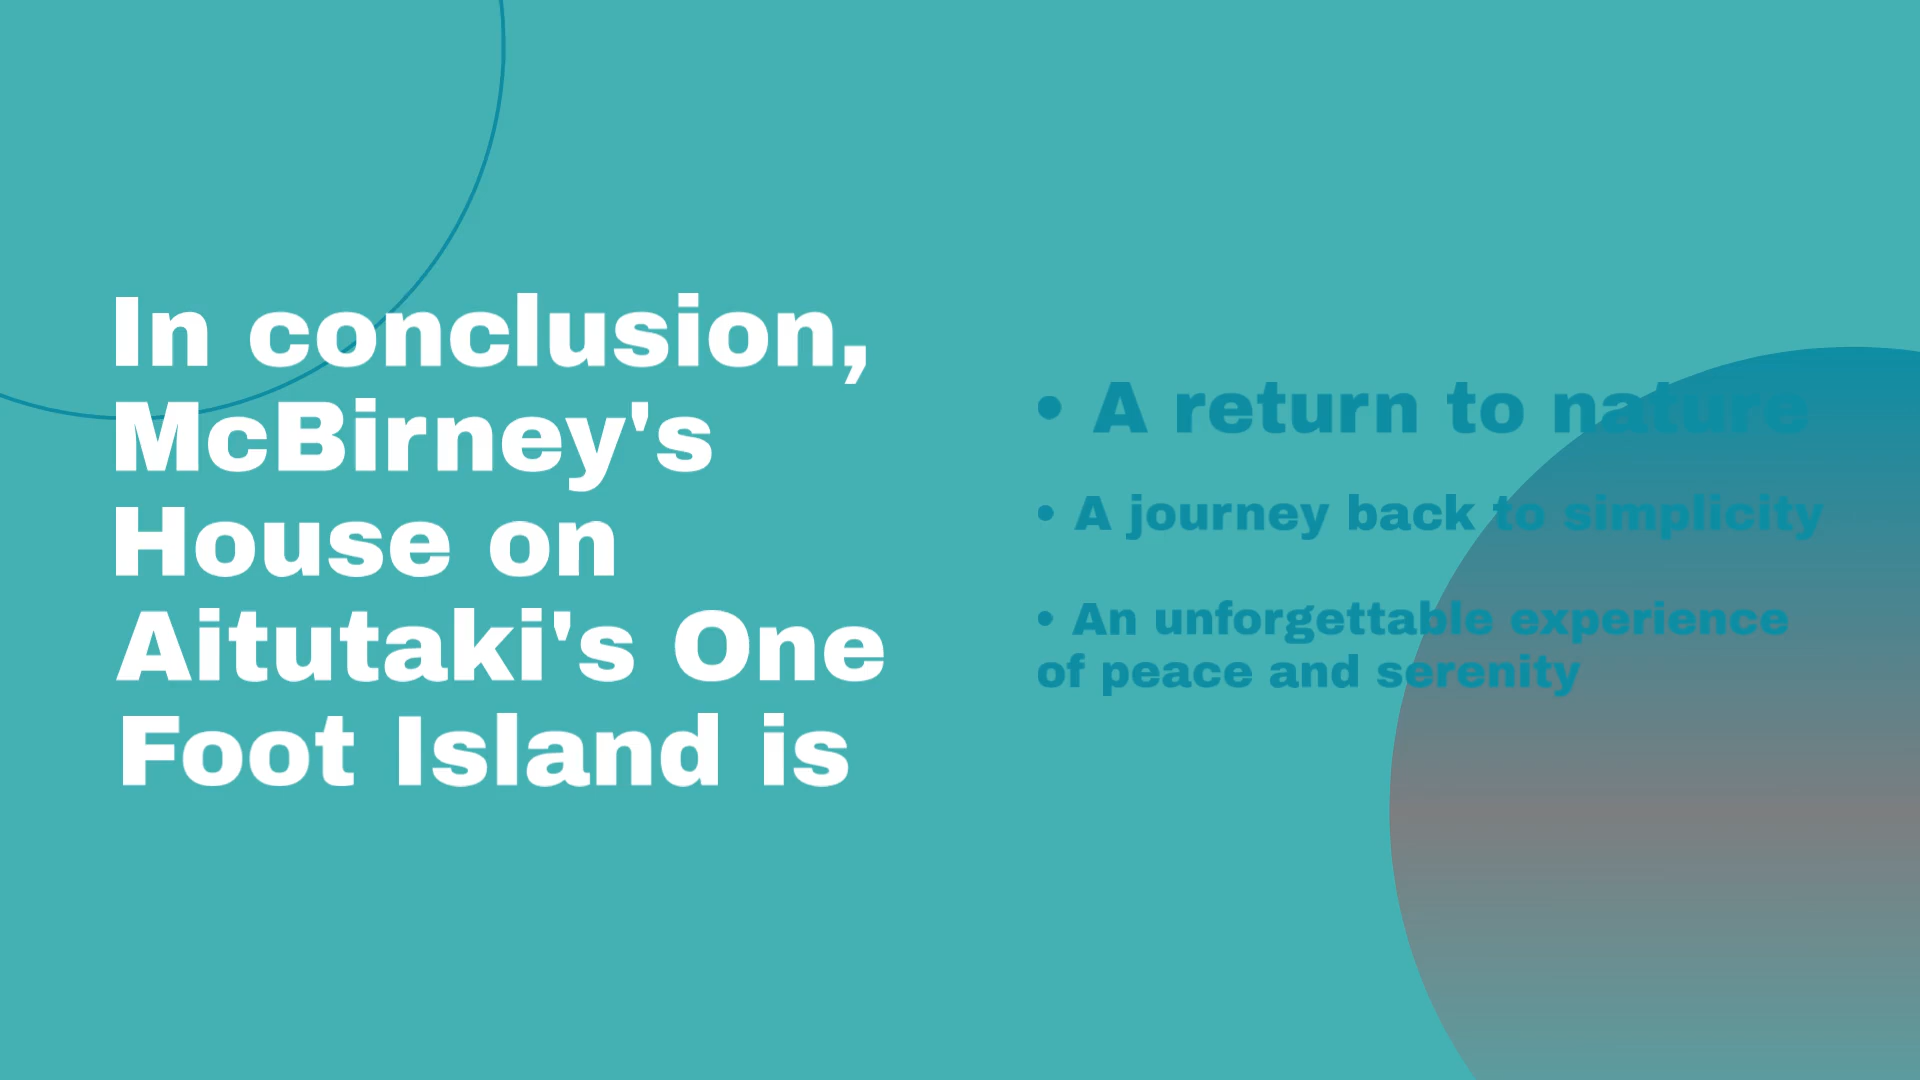 In conclusion,
McBirney's
House on
Aitutaki's One
Foot Island is
• A return to nature
• A journey back to simplicity
• An unforgettable experience
of peace and serenity